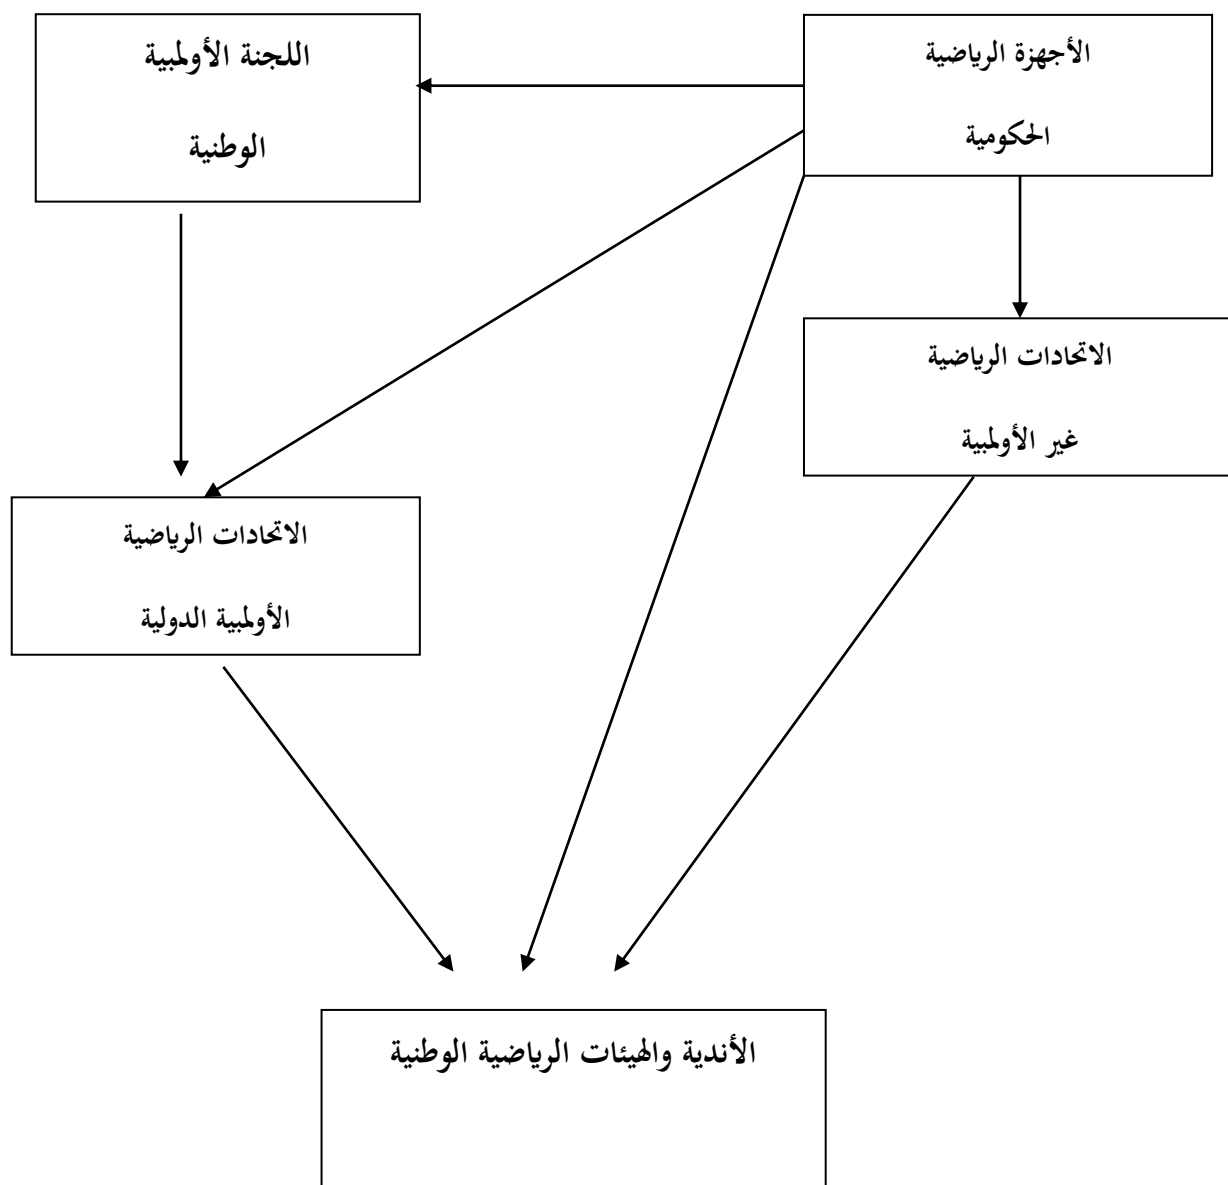 الأجهزة الرياضية
الحكومية
اللجنة الأولمبية
الوطنية
الاتحادات الرياضية
غير الأولمبية
الاتحادات الرياضية
الأولمبية الدولية
الأندية والهيئات الرياضية الوطنية